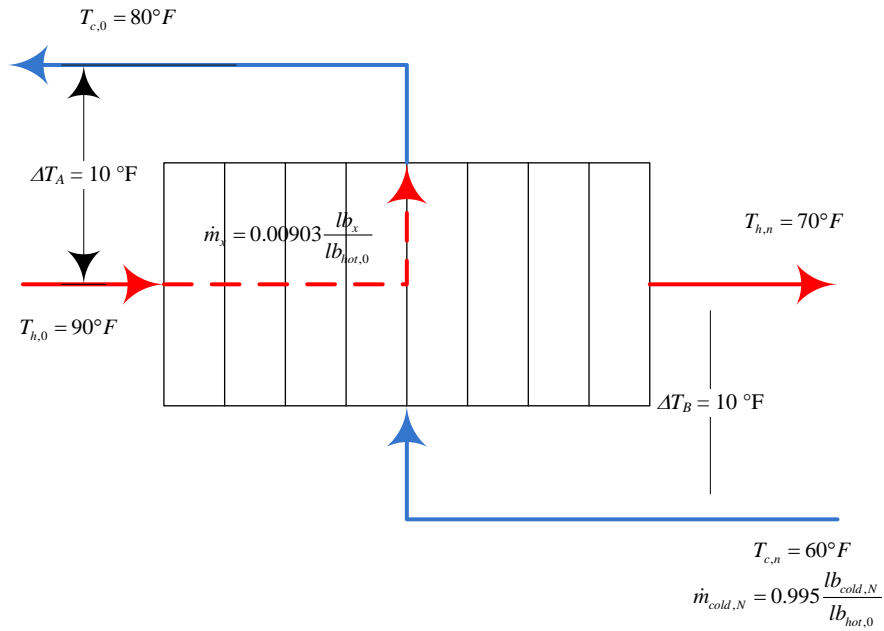 T_{c,0} = 80°F
ΔT_A = 10 °F
ṁ_x = 0.00903 lb_x / lb_{hot,0}
T_{h,n} = 70°F
T_{h,0} = 90°F
ΔT_B = 10 °F
T_{c,n} = 60°F
ṁ_{cold,N} = 0.995 lb_{cold,N} / lb_{hot,0}